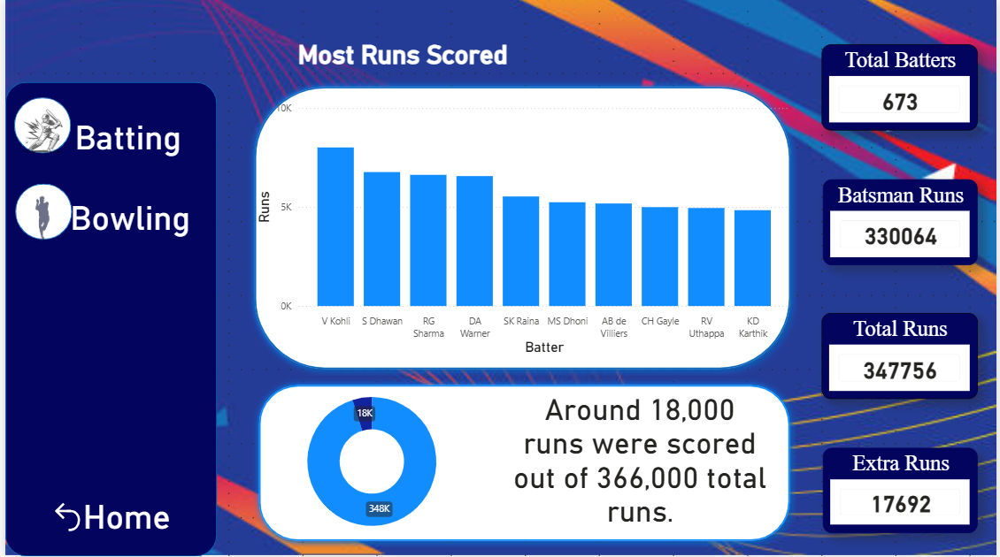 Most Runs Scored
Batting
Bowling
Home
10K
5K
0K
Runs
V Kohli
S Dhawan
RG
Sharma
DA
Warner
SK Raina
MS Dhoni
AB de
Villiers
CH Gayle
RV
Uthappa
KD
Karthik
Batter
18K
348K
Around 18,000
runs were scored
out of 366,000 total
runs.
Total Batters
673
Batsman Runs
330064
Total Runs
347756
Extra Runs
17692